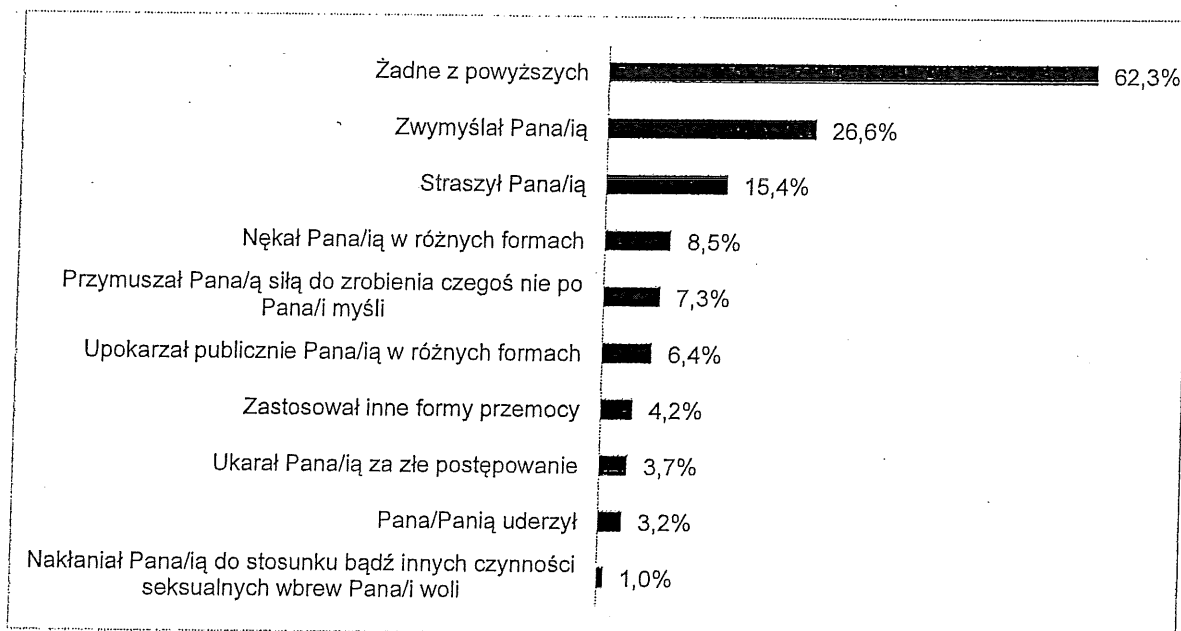 Żadne z powyższych 62,3%
Zwymyślał Pana/ią 26,6%
Straszył Pana/ią 15,4%
Nękał Pana/ią w różnych formach 8,5%
Przymuszał Pana/ą siłą do zrobienia czegoś nie po
Pana/i myśli 7,3%
Upokarzał publicznie Pana/ią w różnych formach 6,4%
Zastosował inne formy przemocy 4,2%
Ukarał Pana/ią za złe postępowanie 3,7%
Pana/Panią uderzył 3,2%
Nakłaniał Pana/ią do stosunku bądź innych czynności
seksualnych wbrew Pana/i woli 1,0%